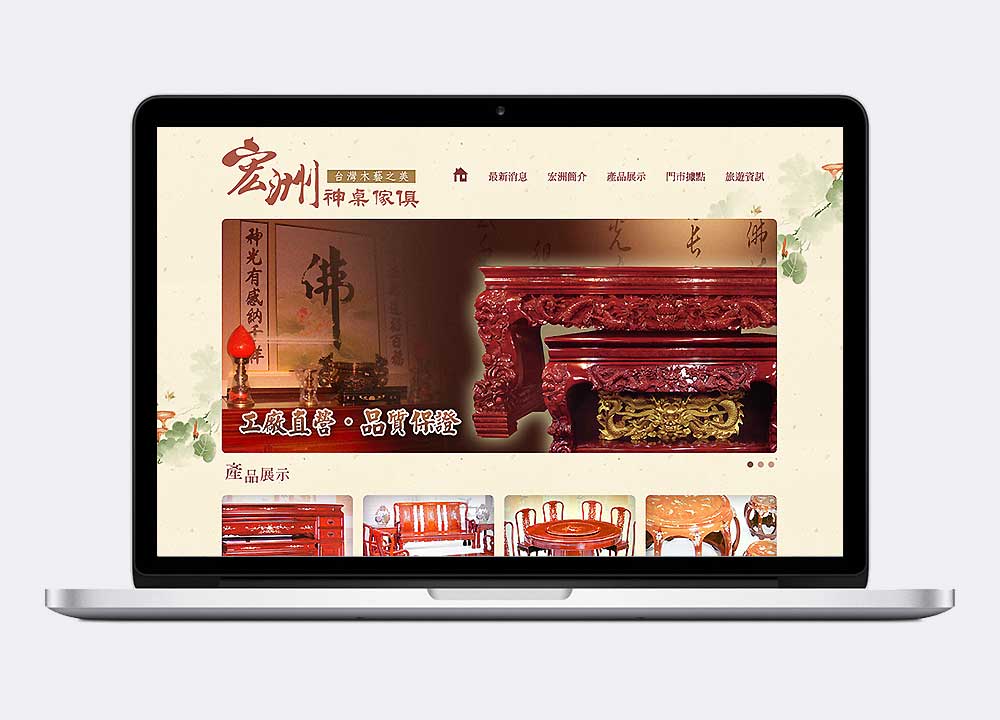 宏洲
台灣木藝之美
神桌傢俱
最新消息 宏洲簡介 產品展示 門市據點 旅遊資訊
神光有感納千祥
佛
佛
工廠直營・品質保證
產品展示